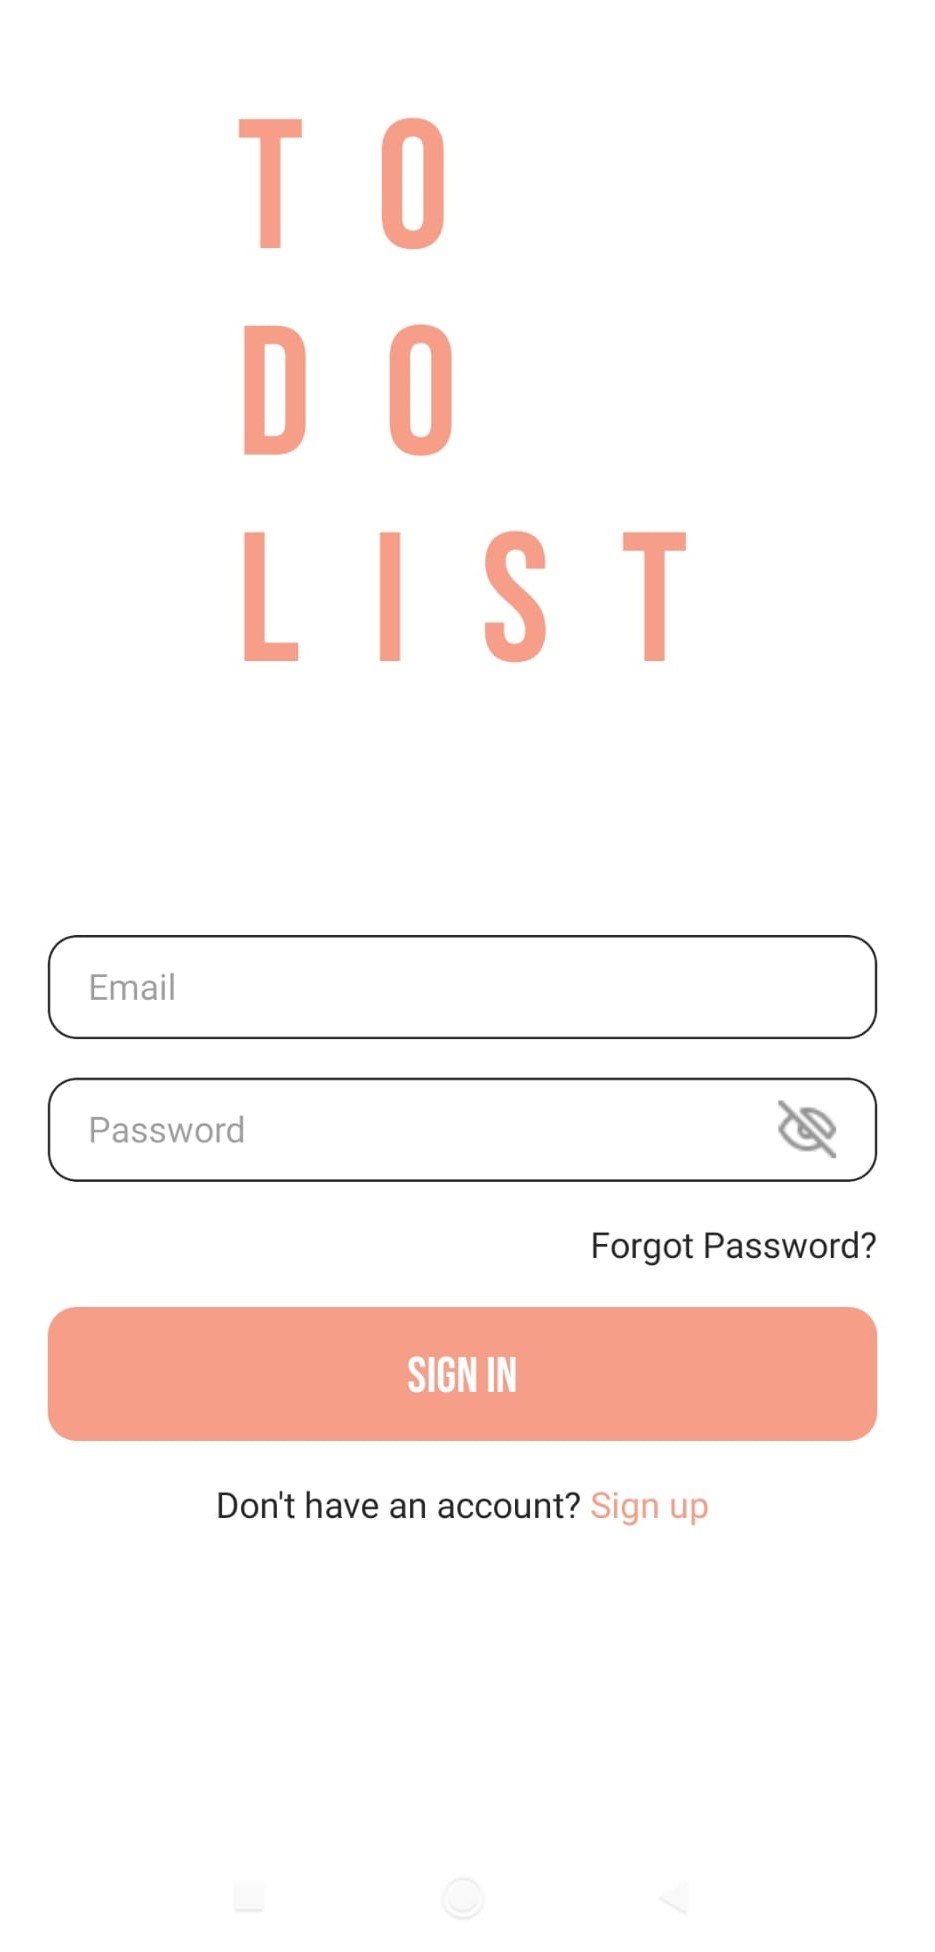 TO
DO
LIST
Email
Password
Forgot Password?
SIGN IN
Don't have an account? Sign up